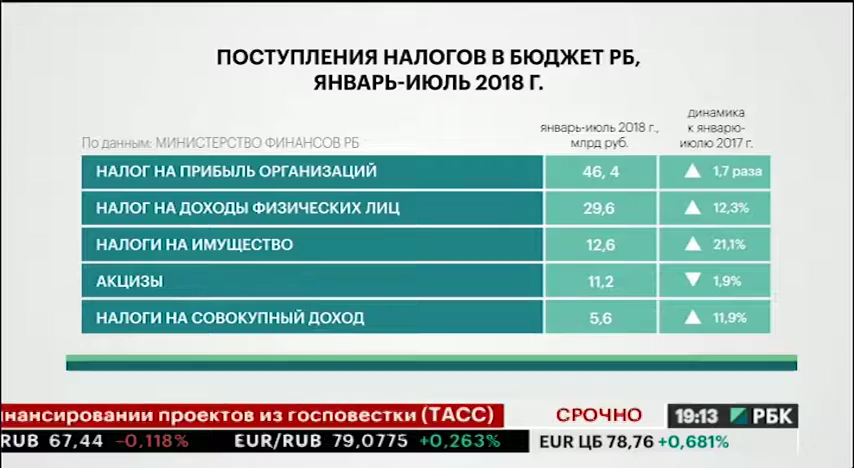 ПОСТУПЛЕНИЯ НАЛОГОВ В БЮДЖЕТ РБ,
ЯНВАРЬ-ИЮЛЬ 2018 Г.
По данным: МИНИСТЕРСТВО ФИНАНСОВ РБ
январь-июль 2018 г.,
млрд руб.
динамика
к январю-
июлю 2017 г.
НАЛОГ НА ПРИБЫЛЬ ОРГАНИЗАЦИЙ 46, 4 ▲ 1,7 раза
НАЛОГ НА ДОХОДЫ ФИЗИЧЕСКИХ ЛИЦ 29,6 ▲ 12,3%
НАЛОГИ НА ИМУЩЕСТВО 12,6 ▲ 21,1%
АКЦИЗЫ 11,2 ▼ 1,9%
НАЛОГИ НА СОВОКУПНЫЙ ДОХОД 5,6 ▲ 11,9%
нансировании проектов из госповестки (ТАСС) СРОЧНО 19:13 РБК
RUB 67,44 -0,118% EUR/RUB 79,0775 +0,263% EUR ЦБ 78,76 +0,681%